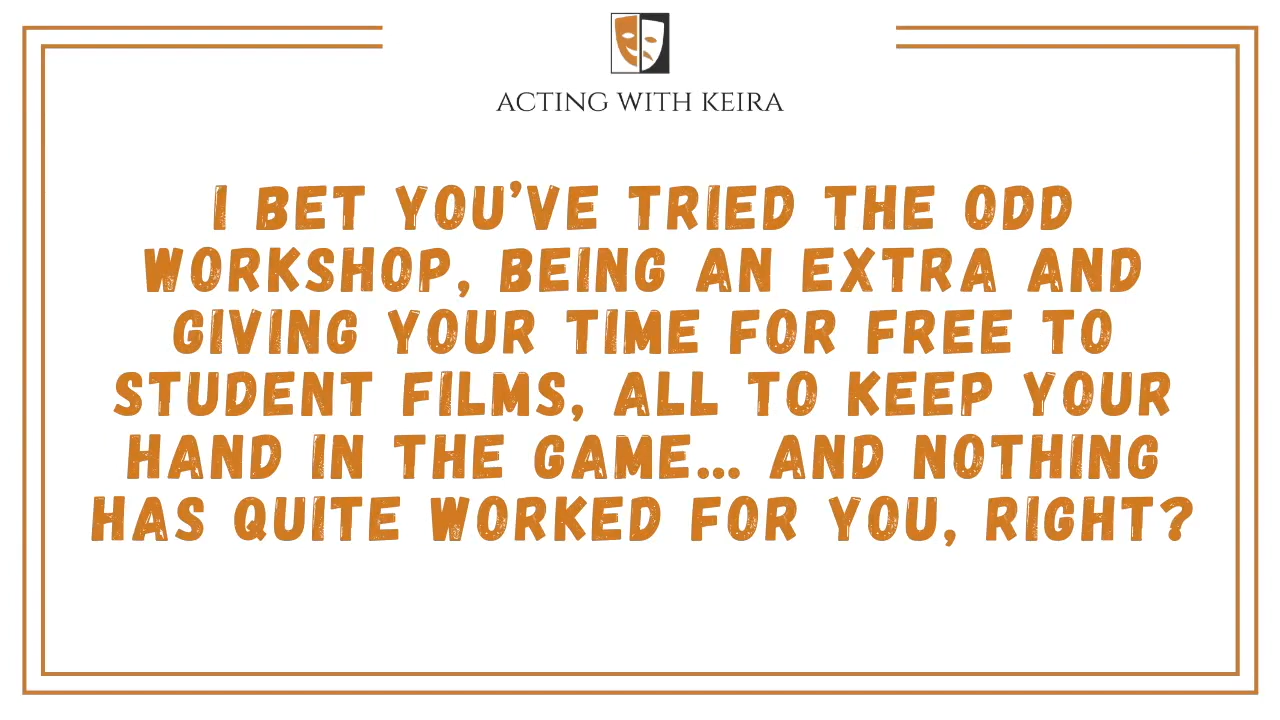 ACTING WITH KEIRA
I BET YOU’VE TRIED THE ODD
WORKSHOP, BEING AN EXTRA AND
GIVING YOUR TIME FOR FREE TO
STUDENT FILMS, ALL TO KEEP YOUR
HAND IN THE GAME... AND NOTHING
HAS QUITE WORKED FOR YOU, RIGHT?